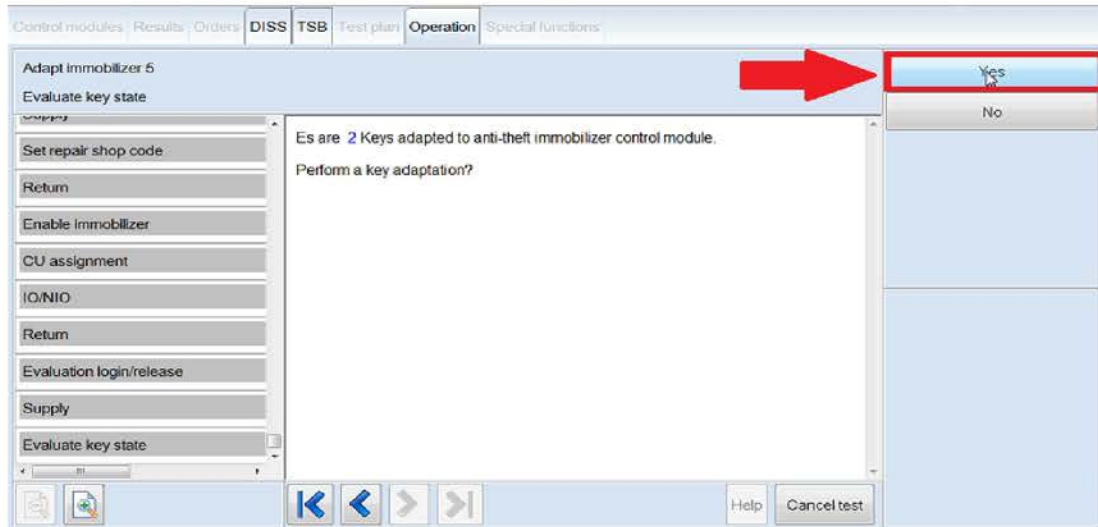 Control modules Results Orders DISS TSB Test plan Operation Special functions
Adapt immobilizer 5
Evaluate key state
Yes
No
Supply
Set repair shop code
Return
Enable immobilizer
CU assignment
IO/NIO
Return
Evaluation login/release
Supply
Evaluate key state
Es are 2 Keys adapted to anti-theft immobilizer control module.
Perform a key adaptation?
Help Cancel test